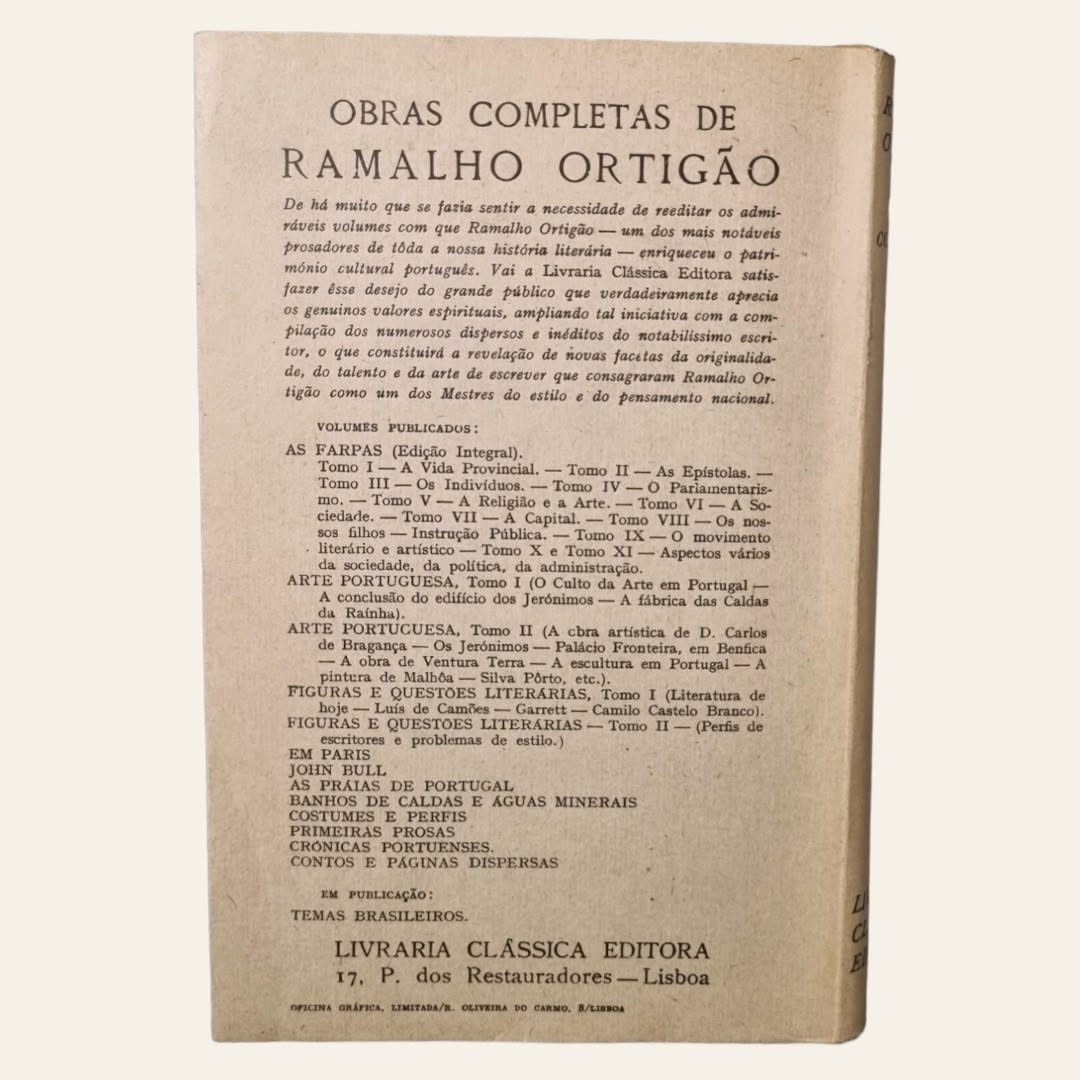 OBRAS COMPLETAS DE
RAMALHO ORTIGÃO
De há muito que se fazia sentir a necessidade de reeditar os admi-
ráveis volumes com que Ramalho Ortigão — um dos mais notáveis
prosadores de tôda a nossa história literária — enriqueceu o patri-
mónio cultural português. Vai a Livraria Clássica Editora satis-
fazer êsse desejo do grande público que verdadeiramente aprecia
os genuinos valores espirituais, ampliando tal iniciativa com a com-
pilação dos numerosos dispersos e inéditos do notabilíssimo escri-
tor, o que constituirá a revelação de novas facetas da originalida-
de, do talento e da arte de escrever que consagraram Ramalho Or-
tigão como um dos Mestres do estilo e do pensamento nacional.
VOLUMES PUBLICADOS:
AS FARPAS (Edição Integral).
Tomo I — A Vida Provincial. — Tomo II — As Epístolas. —
Tomo III — Os Indivíduos. — Tomo IV — O Parlamentaris-
mo. — Tomo V — A Religião e a Arte. — Tomo VI — A So-
ciedade. — Tomo VII — A Capital. — Tomo VIII — Os nos-
sos filhos — Instrução Pública. — Tomo IX — O movimento
literário e artístico — Tomo X e Tomo XI — Aspectos vários
da sociedade, da política, da administração.
ARTE PORTUGUESA, Tomo I (O Culto da Arte em Portugal —
A conclusão do edifício dos Jerónimos — A fábrica das Caldas
da Raínha).
ARTE PORTUGUESA, Tomo II (A obra artística de D. Carlos
de Bragança — Os Jerónimos — Palácio Fronteira, em Benfica
— A obra de Ventura Terra — A escultura em Portugal — A
pintura de Malhôa — Silva Pôrto, etc.).
FIGURAS E QUESTÕES LITERÁRIAS, Tomo I (Literatura de
hoje — Luís de Camões — Garrett — Camilo Castelo Branco).
FIGURAS E QUESTÕES LITERÁRIAS — Tomo II — (Perfis de
escritores e problemas de estilo.)
EM PARIS
JOHN BULL
AS PRAIAS DE PORTUGAL
BANHOS DE CALDAS E ÁGUAS MINERAIS
COSTUMES E PERFIS
PRIMEIRAS PROSAS
CRÓNICAS PORTUENSES.
CONTOS E PÁGINAS DISPERSAS
EM PUBLICAÇÃO:
TEMAS BRASILEIROS.
LIVRARIA CLÁSSICA EDITORA
17, P. dos Restauradores — Lisboa
OFICINA GRÁFICA, LIMITADA/R. OLIVEIRA DO CARMO, 8/LISBOA